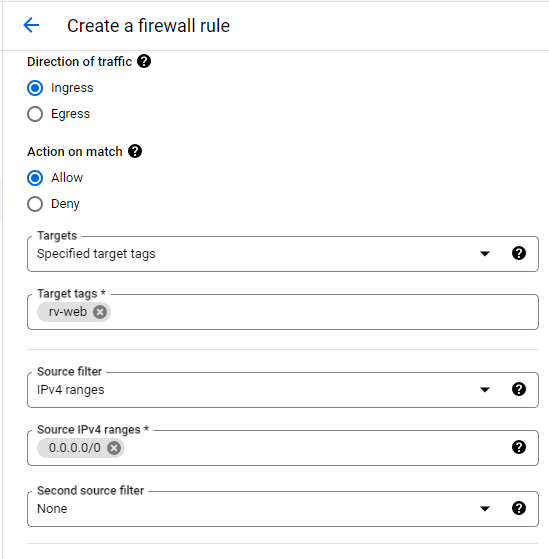 Create a firewall rule
Direction of traffic
Ingress
Egress
Action on match
Allow
Deny
Targets
Specified target tags
Target tags *
rv-web
Source filter
IPv4 ranges
Source IPv4 ranges *
0.0.0.0/0
Second source filter
None